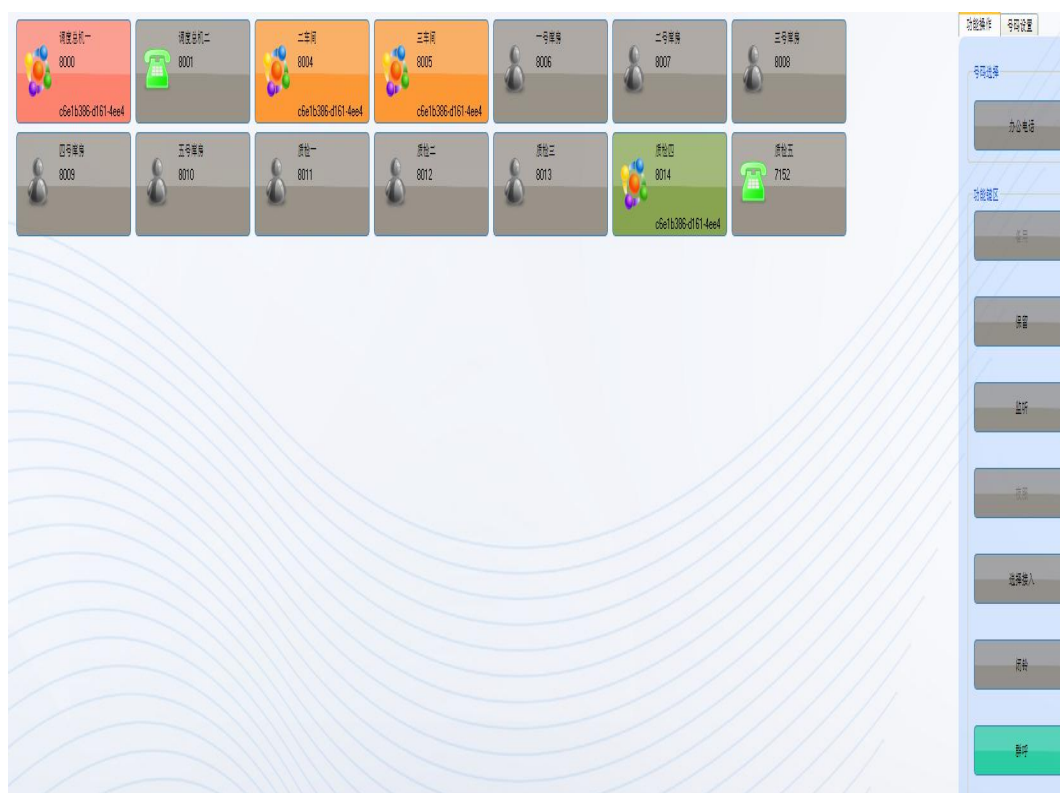 调度总机一
8000
c6e1b386-d161-4ee4
调度总机二
8001
二车间
8004
c6e1b386-d161-4ee4
三车间
8005
c6e1b386-d161-4ee4
一号库房
8006
二号库房
8007
三号库房
8008
四号库房
8009
五号库房
8010
质检一
8011
质检二
8012
质检三
8013
质检四
8014
c6e1b386-d161-4ee4
质检五
7152
功能操作
号码设置
号码选择
办公电话
功能键区
保留
监听
选择接入
闭铃
群呼